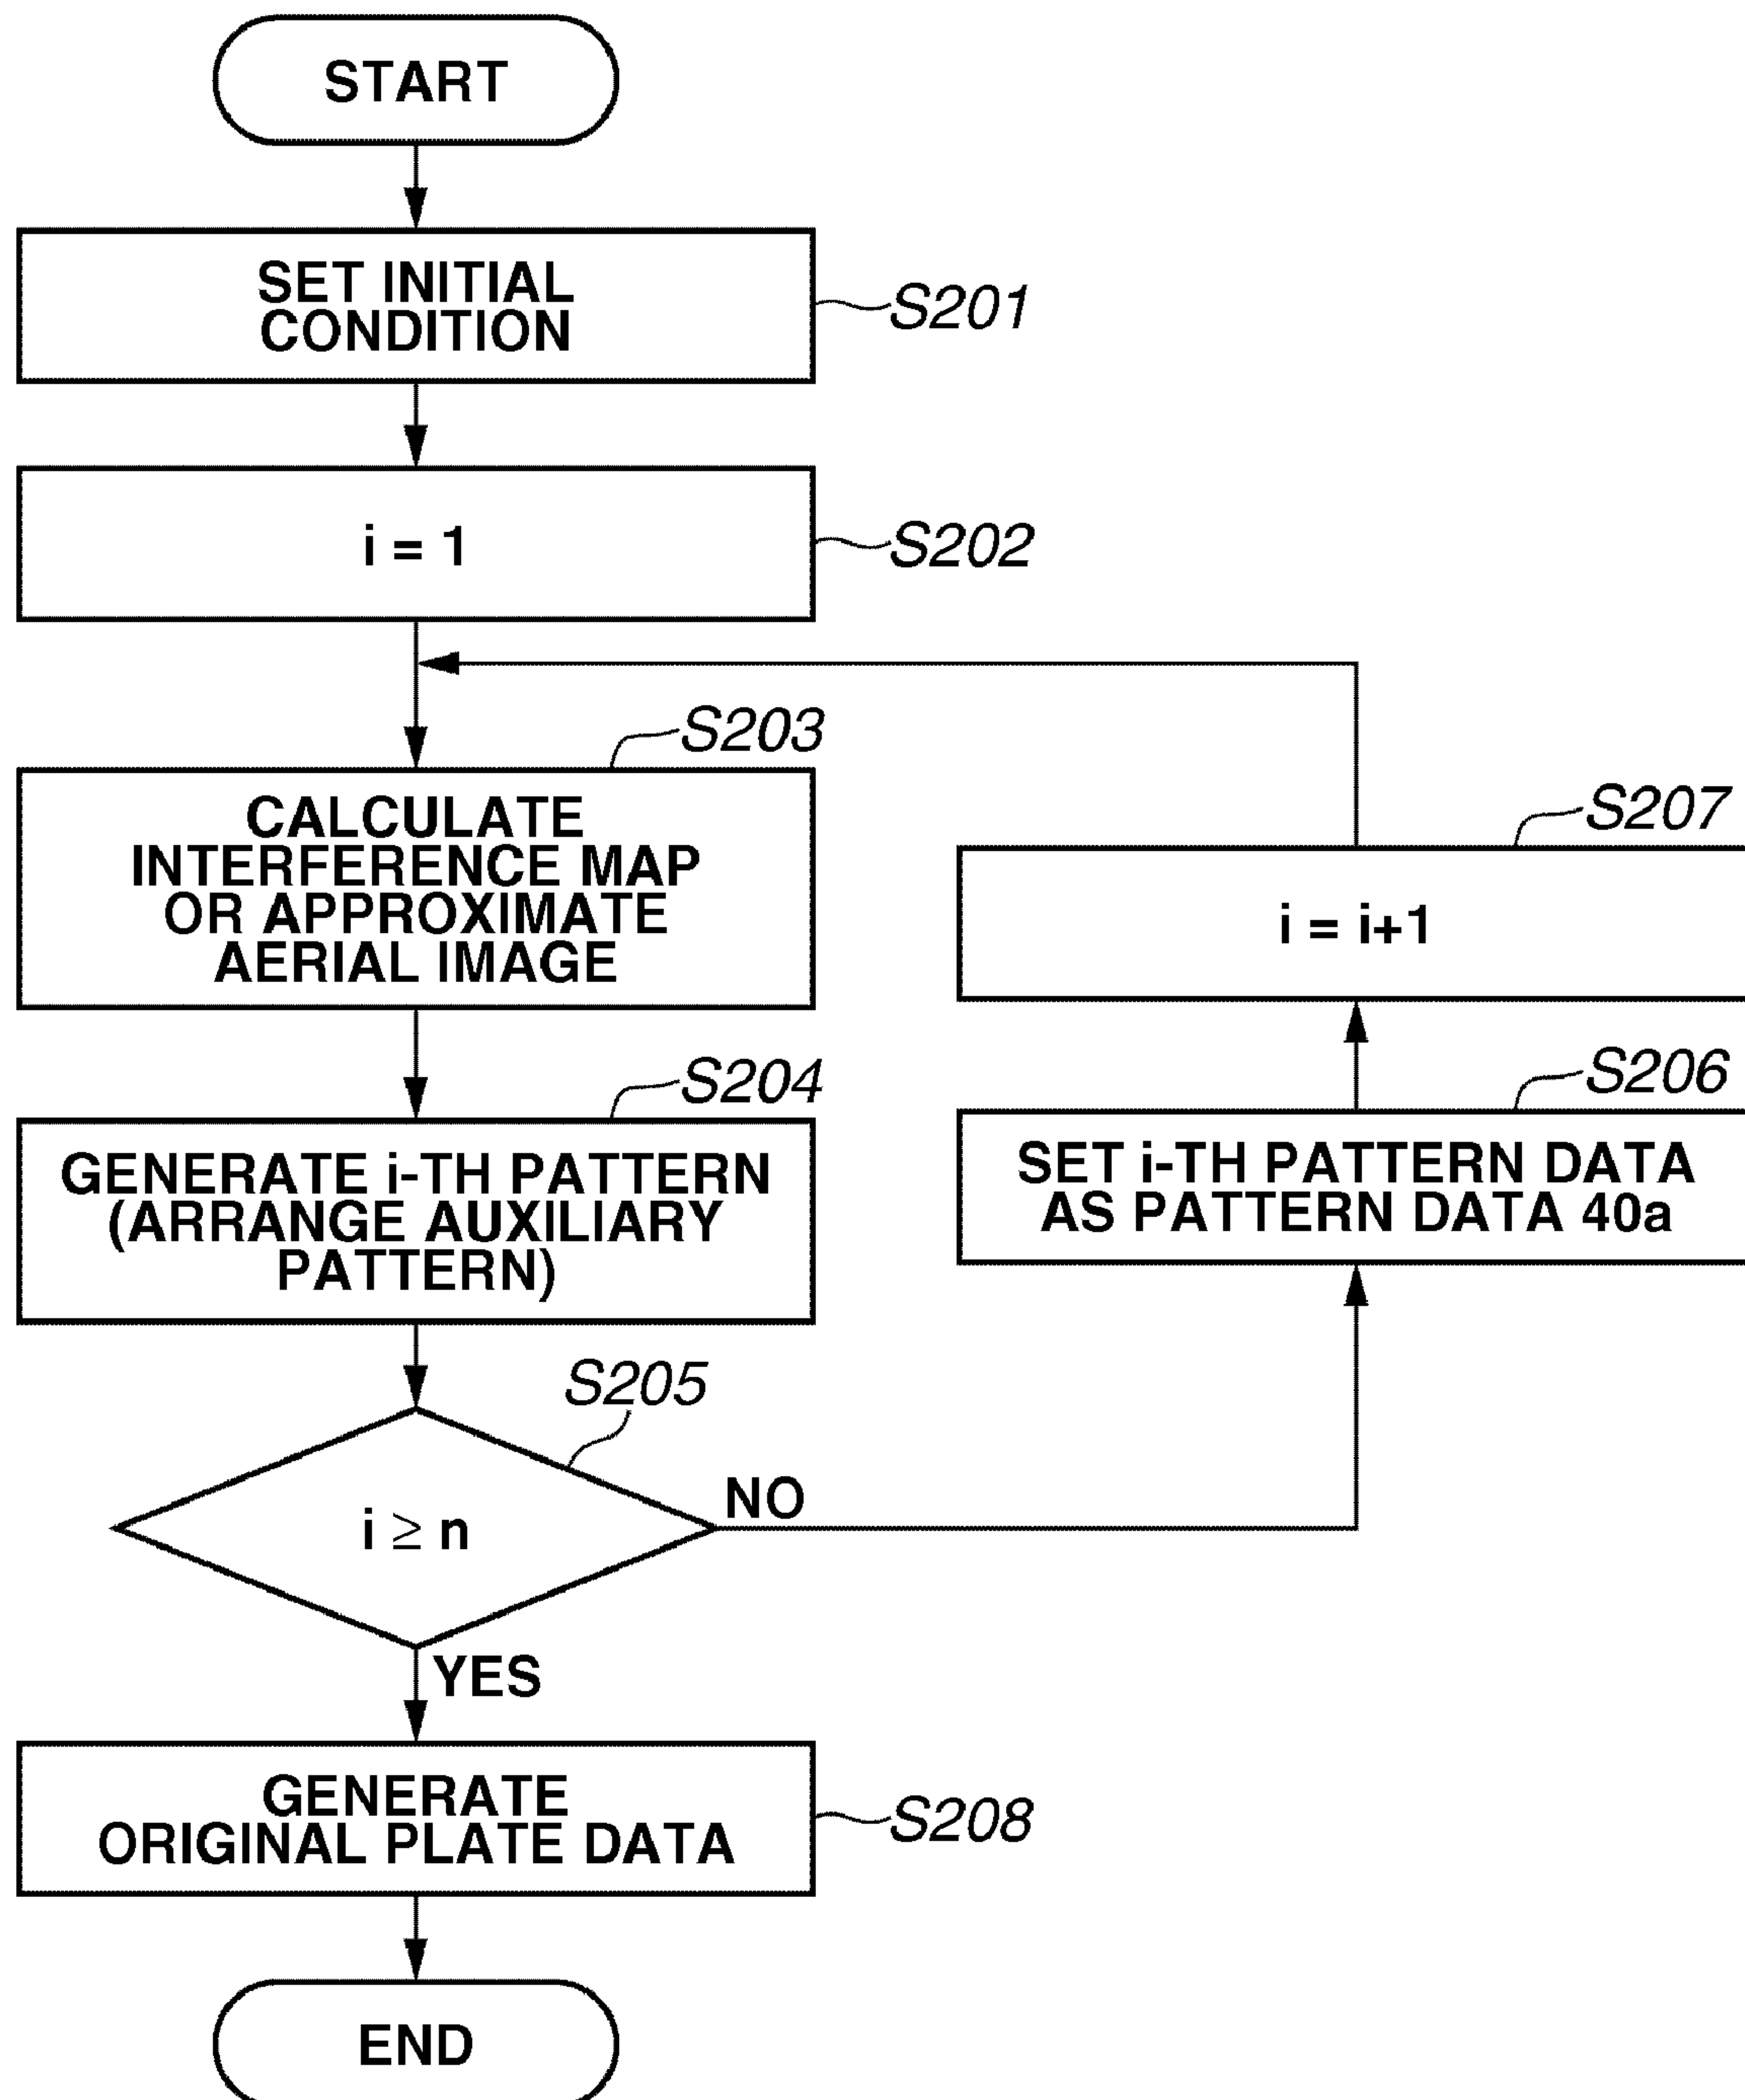 START
SET INITIAL
CONDITION
S201
i = 1
S202
S203
CALCULATE
INTERFERENCE MAP
OR APPROXIMATE
AERIAL IMAGE
S207
i = i+1
S204
GENERATE i-TH PATTERN
(ARRANGE AUXILIARY
PATTERN)
S206
SET i-TH PATTERN DATA
AS PATTERN DATA 40a
S205
i ≥ n
NO
YES
GENERATE
ORIGINAL PLATE DATA
S208
END